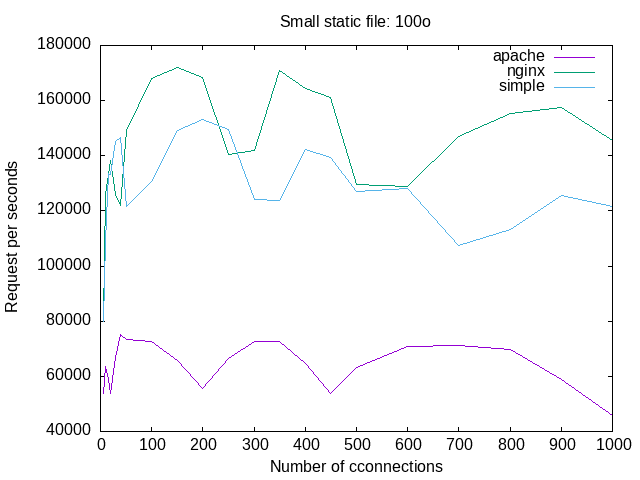 Small static file: 100o
180000
160000
140000
120000
100000
80000
60000
40000
Request per seconds
apache
nginx
simple
0 100 200 300 400 500 600 700 800 900 1000
Number of cconnections